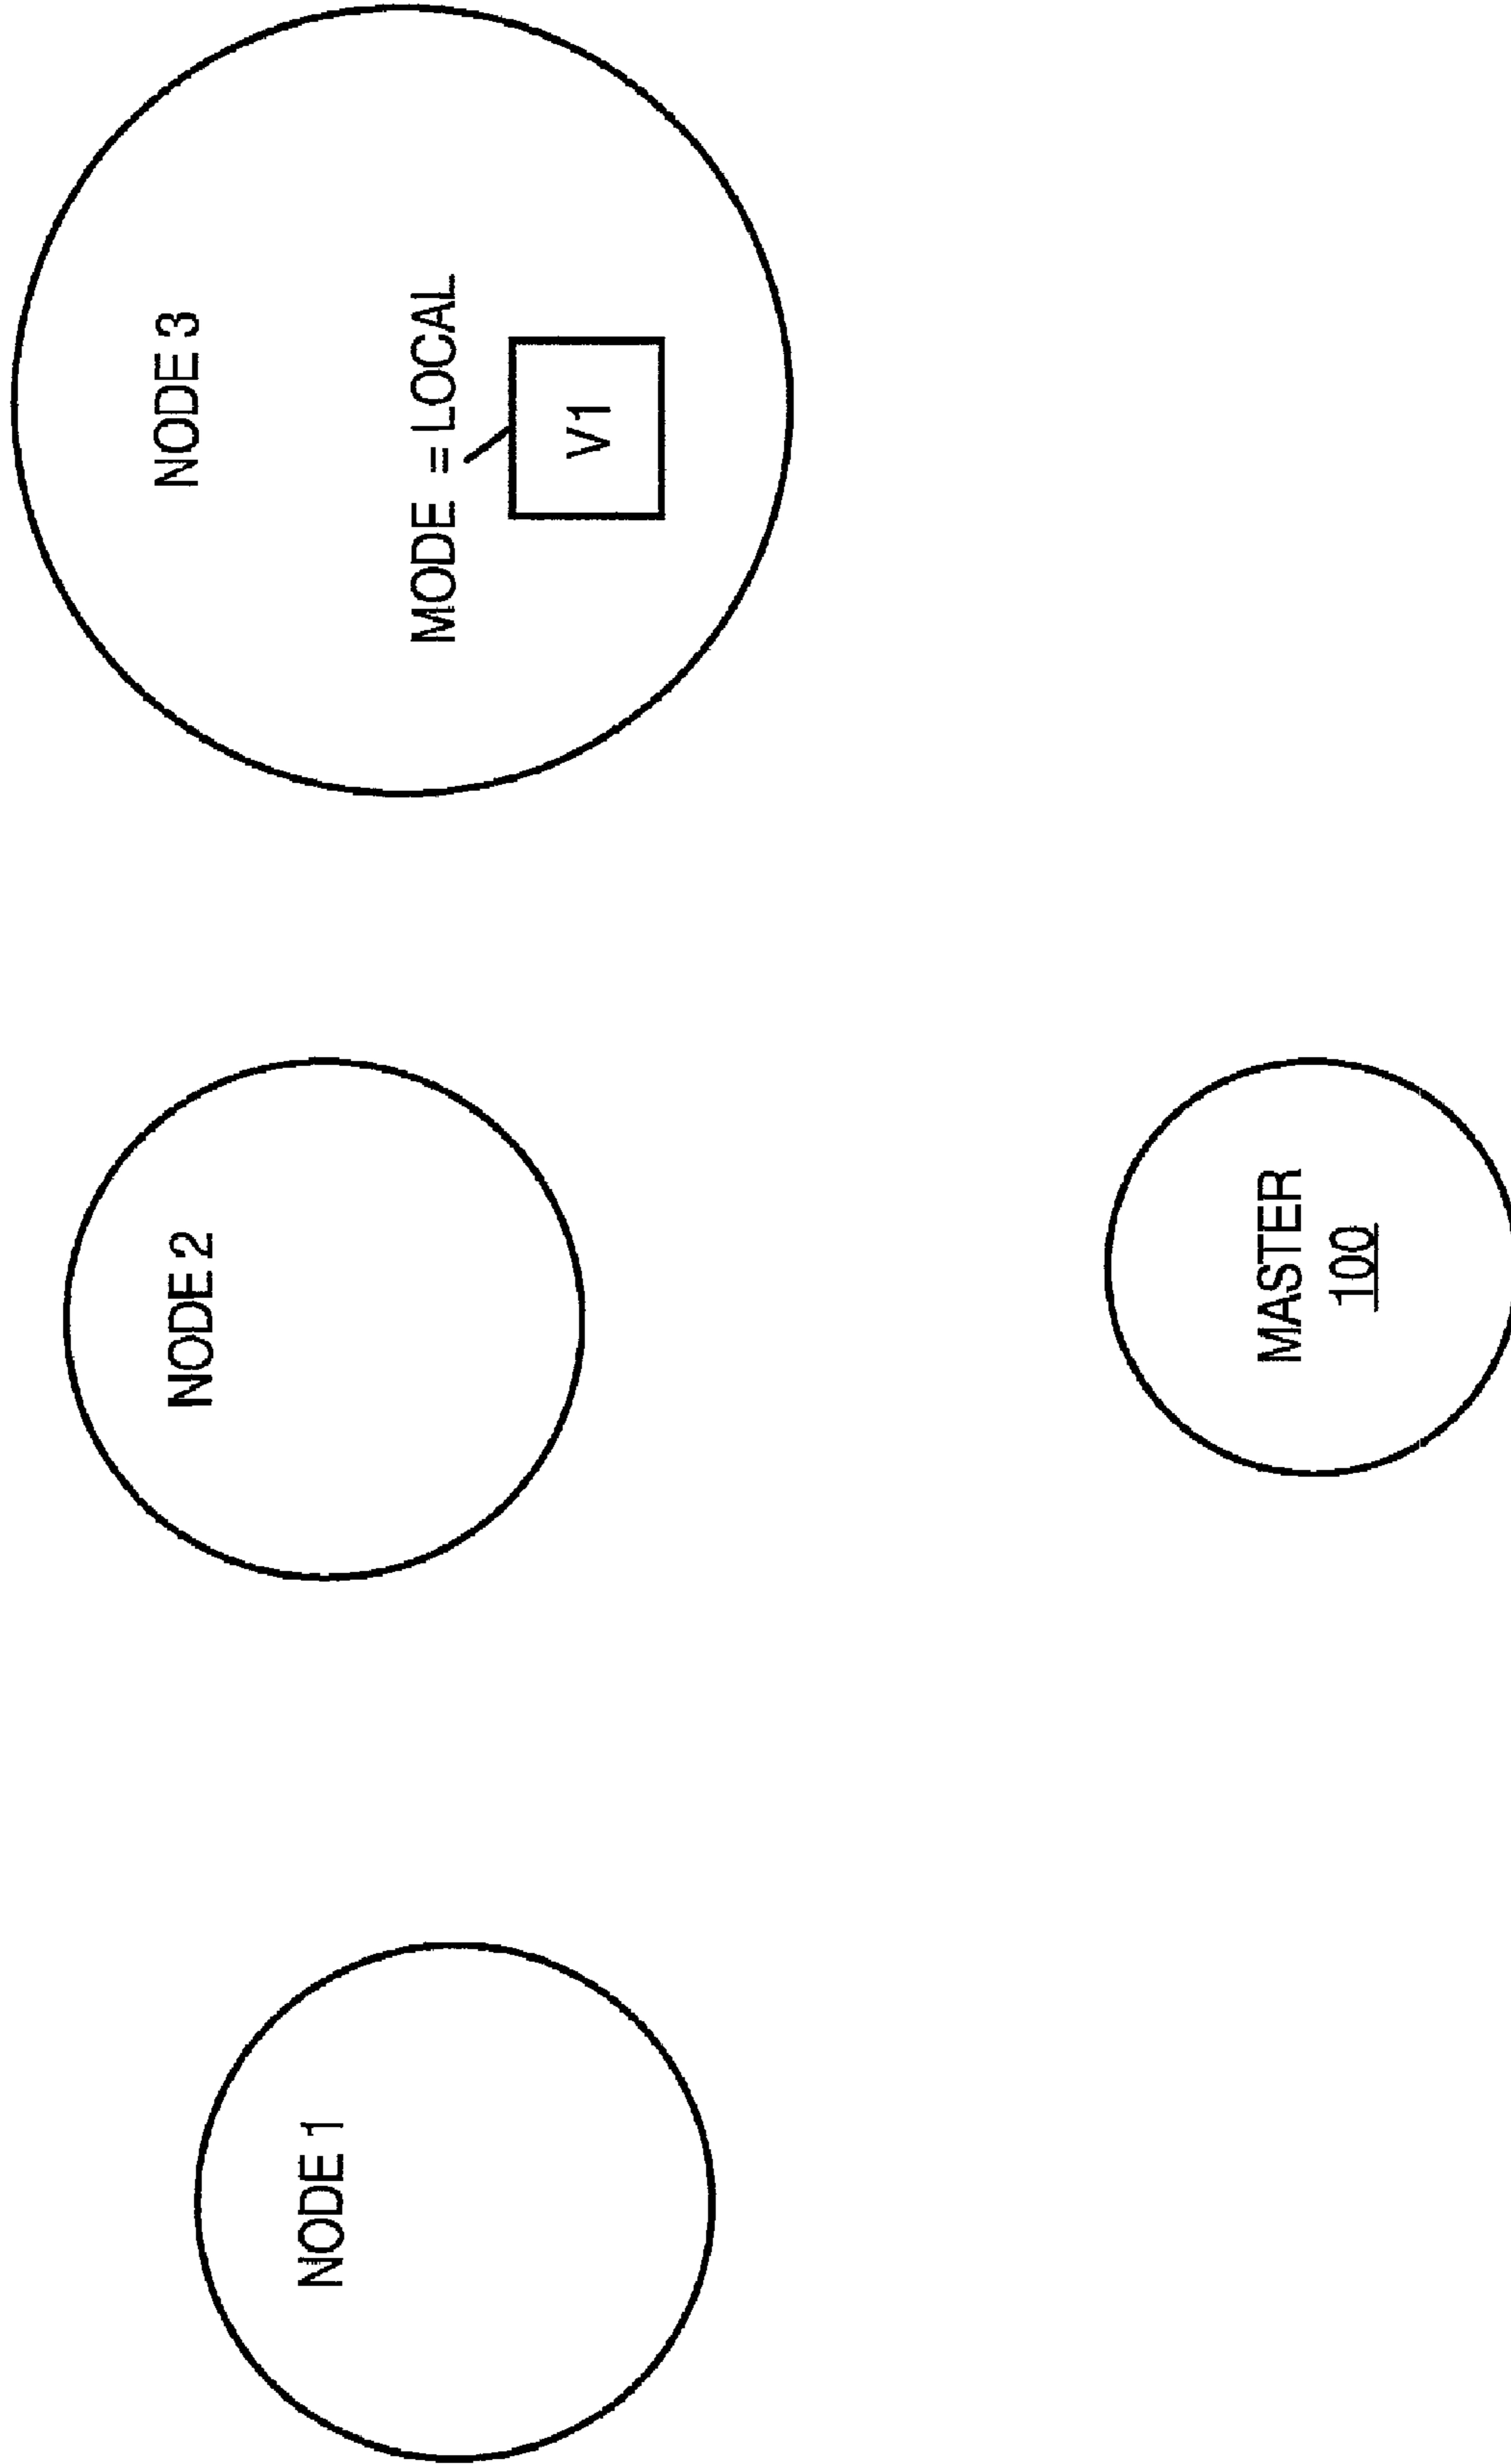 NODE 1
NODE 2
NODE 3
MODE = LOCAL
V1
MASTER
100